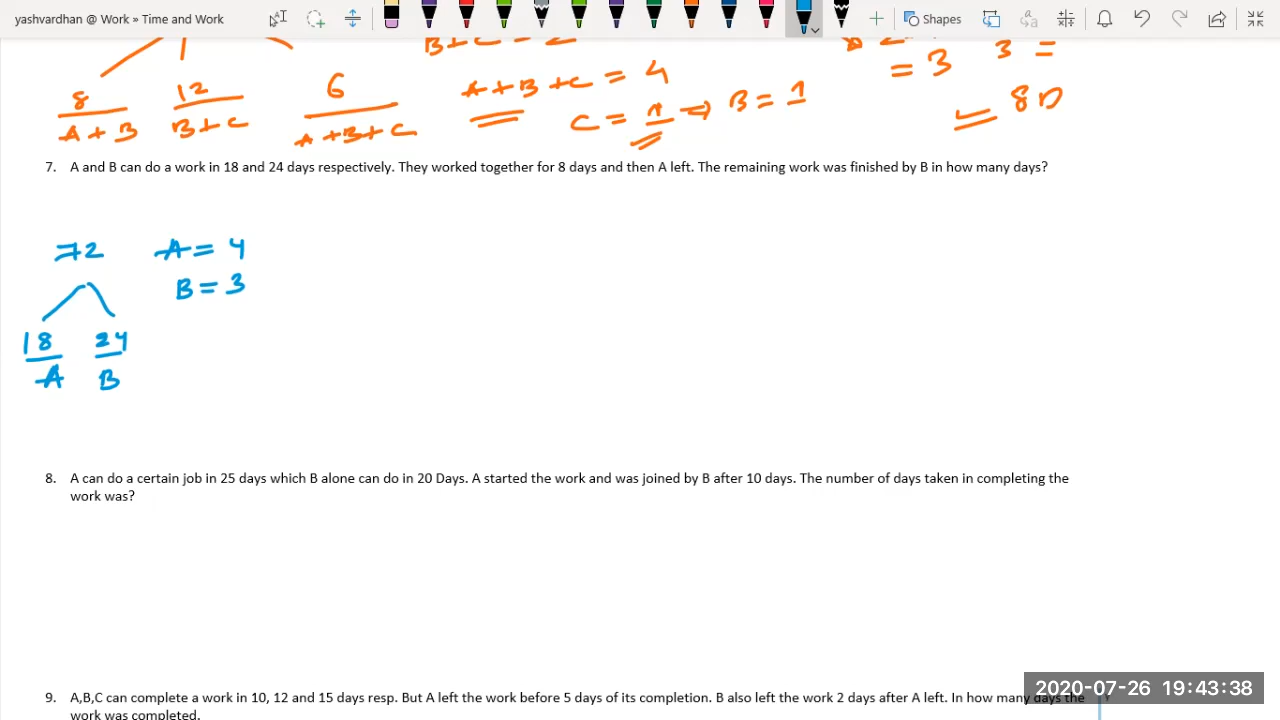 yashvardhan @ Work » Time and Work
Shapes
B+C = 2
= 3
3 =
8 12 6
A+B B+C A+B+C
A+B+C = 4
C = 1 ⇒ B = 1
8D
7. A and B can do a work in 18 and 24 days respectively. They worked together for 8 days and then A left. The remaining work was finished by B in how many days?
72 A = 4
B = 3
18 24
A B
8. A can do a certain job in 25 days which B alone can do in 20 Days. A started the work and was joined by B after 10 days. The number of days taken in completing the
work was?
9. A,B,C can complete a work in 10, 12 and 15 days resp. But A left the work before 5 days of its completion. B also left the work 2 days after A left. In how many days the
work was completed.
2020-07-26 19:43:38